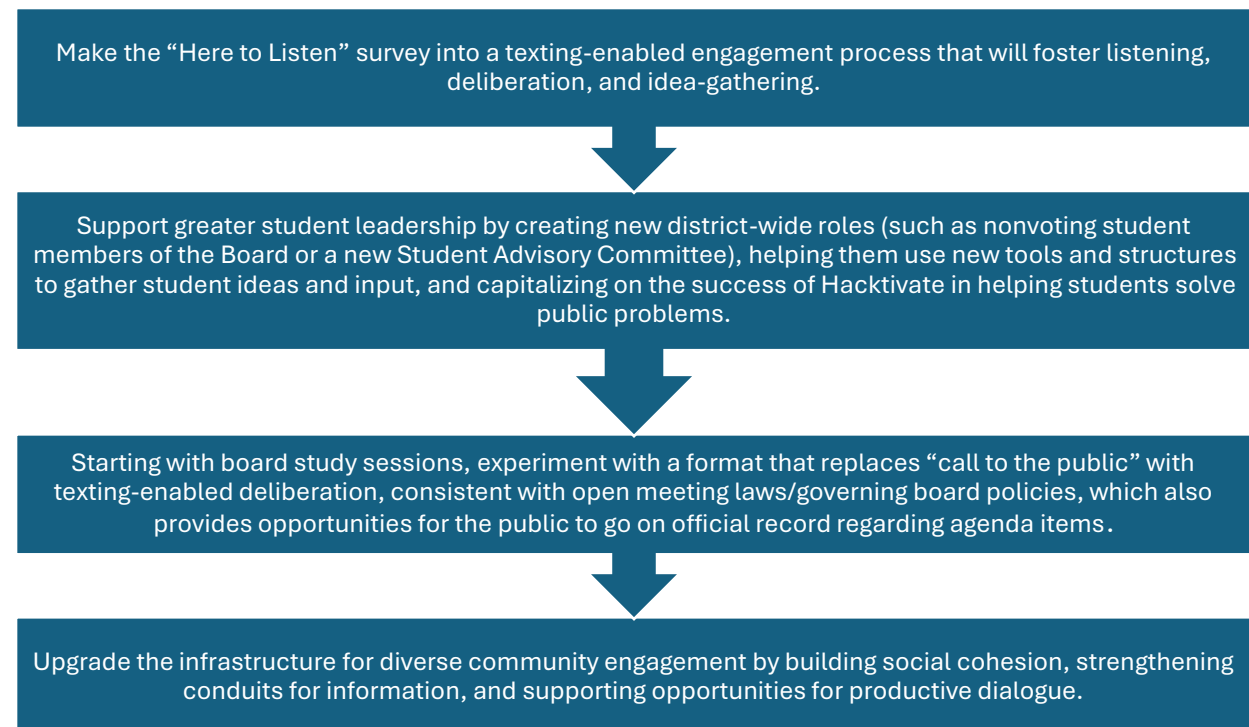 Make the “Here to Listen” survey into a texting-enabled engagement process that will foster listening,
deliberation, and idea-gathering.
Support greater student leadership by creating new district-wide roles (such as nonvoting student
members of the Board or a new Student Advisory Committee), helping them use new tools and structures
to gather student ideas and input, and capitalizing on the success of Hacktivate in helping students solve
public problems.
Starting with board study sessions, experiment with a format that replaces “call to the public” with
texting-enabled deliberation, consistent with open meeting laws/governing board policies, which also
provides opportunities for the public to go on official record regarding agenda items.
Upgrade the infrastructure for diverse community engagement by building social cohesion, strengthening
conduits for information, and supporting opportunities for productive dialogue.